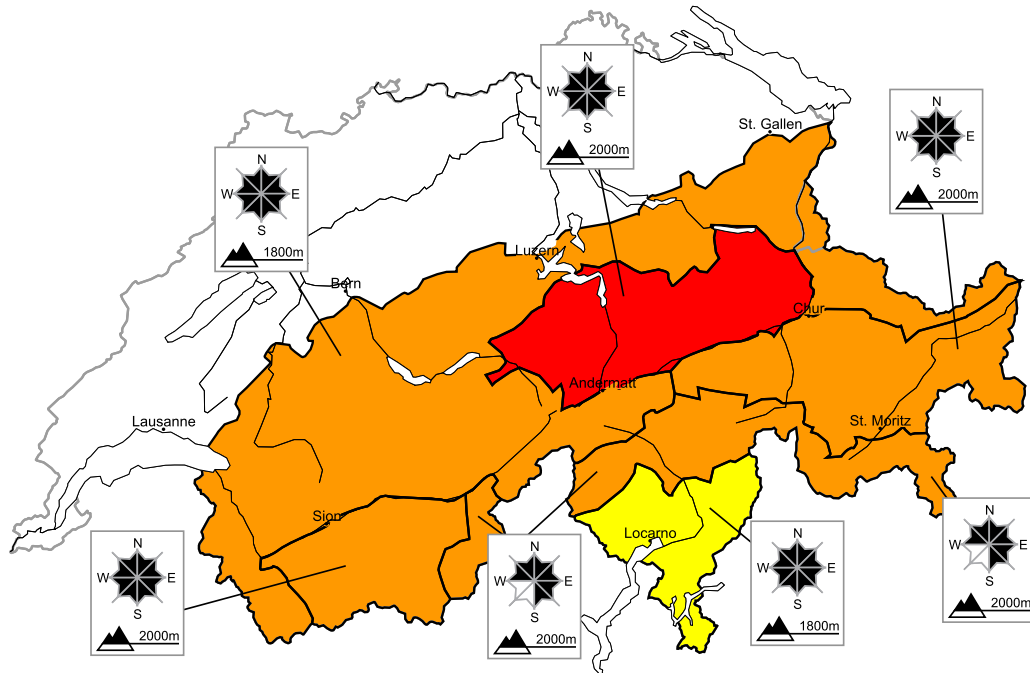 N
W E
S
2000m
St. Gallen
N
W E
S
2000m
N
W E
S
1800m
Luzern
Bern
Chur
Andermatt
Lausanne
St. Moritz
Sion
Locarno
N
W E
S
2000m
N
W E
S
2000m
N
W E
S
1800m
N
W E
S
2000m